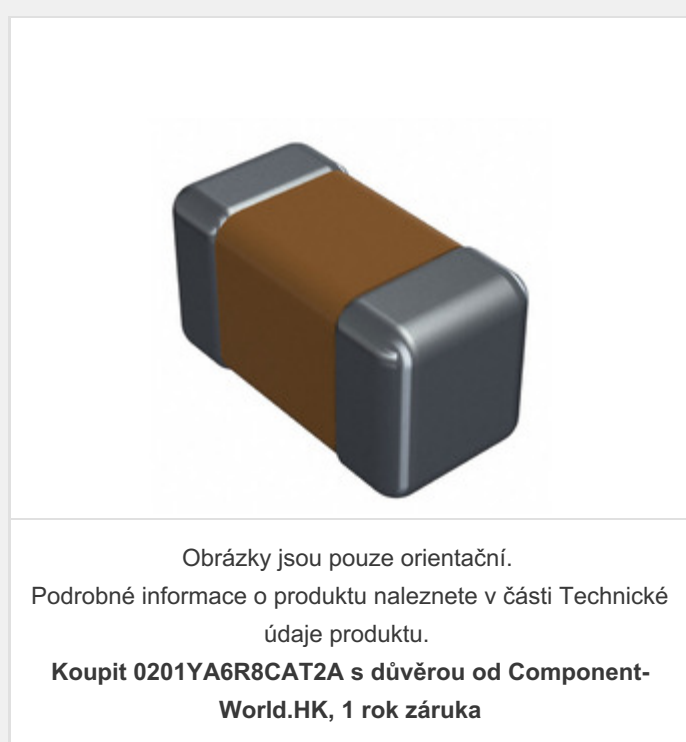 Obrázky jsou pouze orientační.
Podrobné informace o produktu naleznete v části Technické
údaje produktu.
Koupit 0201YA6R8CAT2A s důvěrou od Component-
World.HK, 1 rok záruka